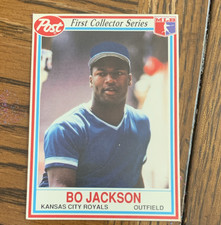 Post
First Collector Series
MLB
BO JACKSON
KANSAS CITY ROYALS OUTFIELD